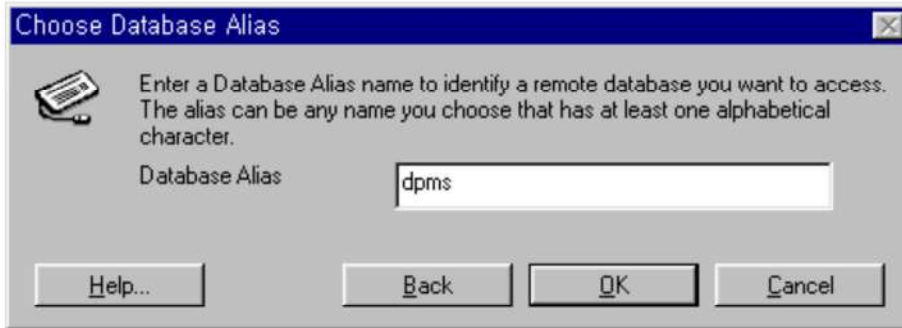 Choose Database Alias
Enter a Database Alias name to identify a remote database you want to access.
The alias can be any name you choose that has at least one alphabetical
character.
Database Alias dpms
Help... Back OK Cancel